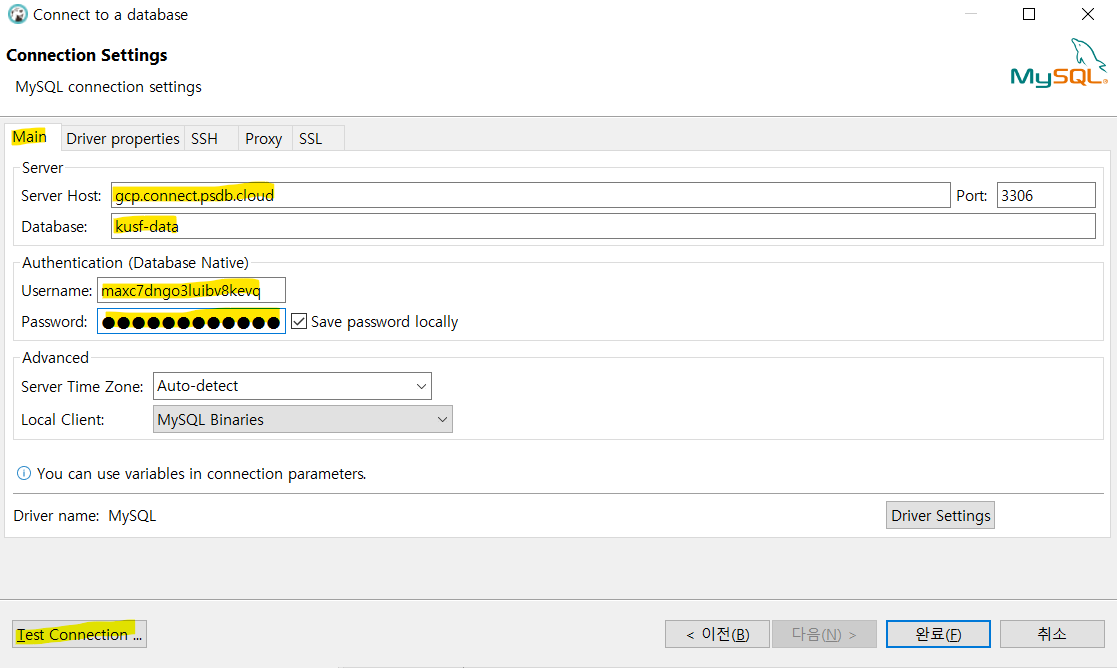 Connect to a database
Connection Settings
MySQL connection settings
MySQL®
Main Driver properties SSH Proxy SSL
Server
Server Host: gcp.connect.psdb.cloud Port: 3306
Database: kusf-data
Authentication (Database Native)
Username: maxc7dngo3luibv8kevq
Password: ●●●●●●●●●●●● Save password locally
Advanced
Server Time Zone: Auto-detect
Local Client: MySQL Binaries
You can use variables in connection parameters.
Driver name: MySQL Driver Settings
Test Connection ... < 이전(B) 다음(N) > 완료(F) 취소